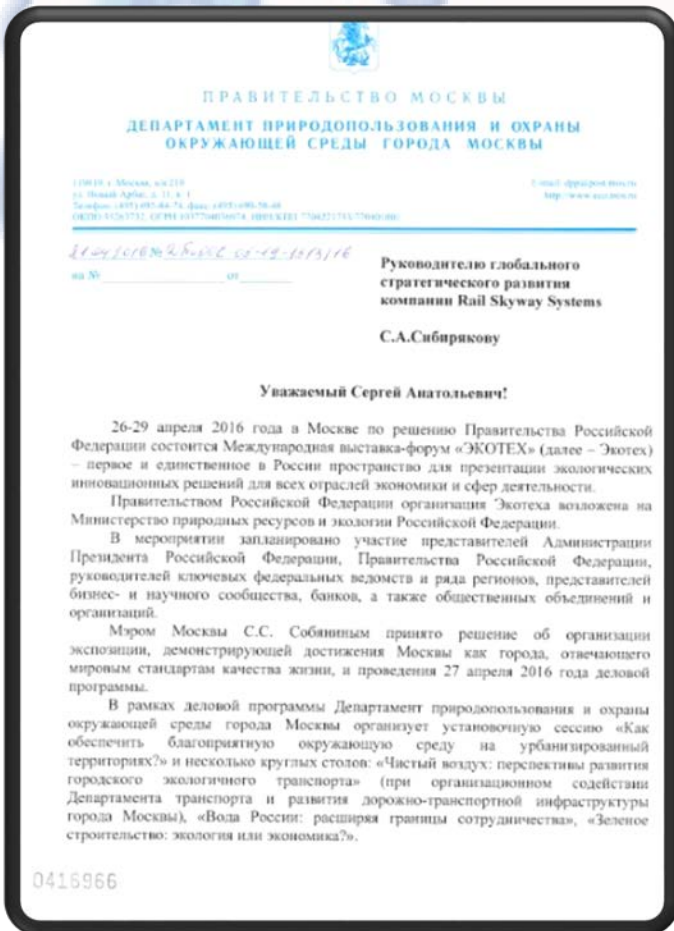 ПРАВИТЕЛЬСТВО МОСКВЫ
ДЕПАРТАМЕНТ ПРИРОДОПОЛЬЗОВАНИЯ И ОХРАНЫ
ОКРУЖАЮЩЕЙ СРЕДЫ ГОРОДА МОСКВЫ
г. Москва,
ул. Новый Арбат, д. 11, к. 1
Телефон: факс:
на № от
Руководителю глобального
стратегического развития
компании Rail Skyway Systems
С.А.Сибирякову
Уважаемый Сергей Анатольевич!
26-29 апреля 2016 года в Москве по решению Правительства Российской
Федерации состоится Международная выставка-форум «ЭКОТЕХ» (далее – Экотех)
– первое и единственное в России пространство для презентации экологических
инновационных решений для всех отраслей экономики и сфер деятельности.
Правительством Российской Федерации организация Экотеха возложена на
Министерство природных ресурсов и экологии Российской Федерации.
В мероприятии запланировано участие представителей Администрации
Президента Российской Федерации, Правительства Российской Федерации,
руководителей ключевых федеральных ведомств и ряда регионов, представителей
бизнес- и научного сообщества, банков, а также общественных объединений и
организаций.
Мэром Москвы С.С. Собяниным принято решение об организации
экспозиции, демонстрирующей достижения Москвы как города, отвечающего
мировым стандартам качества жизни, и проведения 27 апреля 2016 года деловой
программы.
В рамках деловой программы Департамент природопользования и охраны
окружающей среды города Москвы организует установочную сессию «Как
обеспечить благоприятную окружающую среду на урбанизированный
территориях?» и несколько круглых столов: «Чистый воздух: перспективы развития
городского экологичного транспорта» (при организационном содействии
Департамента транспорта и развития дорожно-транспортной инфраструктуры
города Москвы), «Вода России: расширяя границы сотрудничества», «Зеленое
строительство: экология или экономика?».
0416966